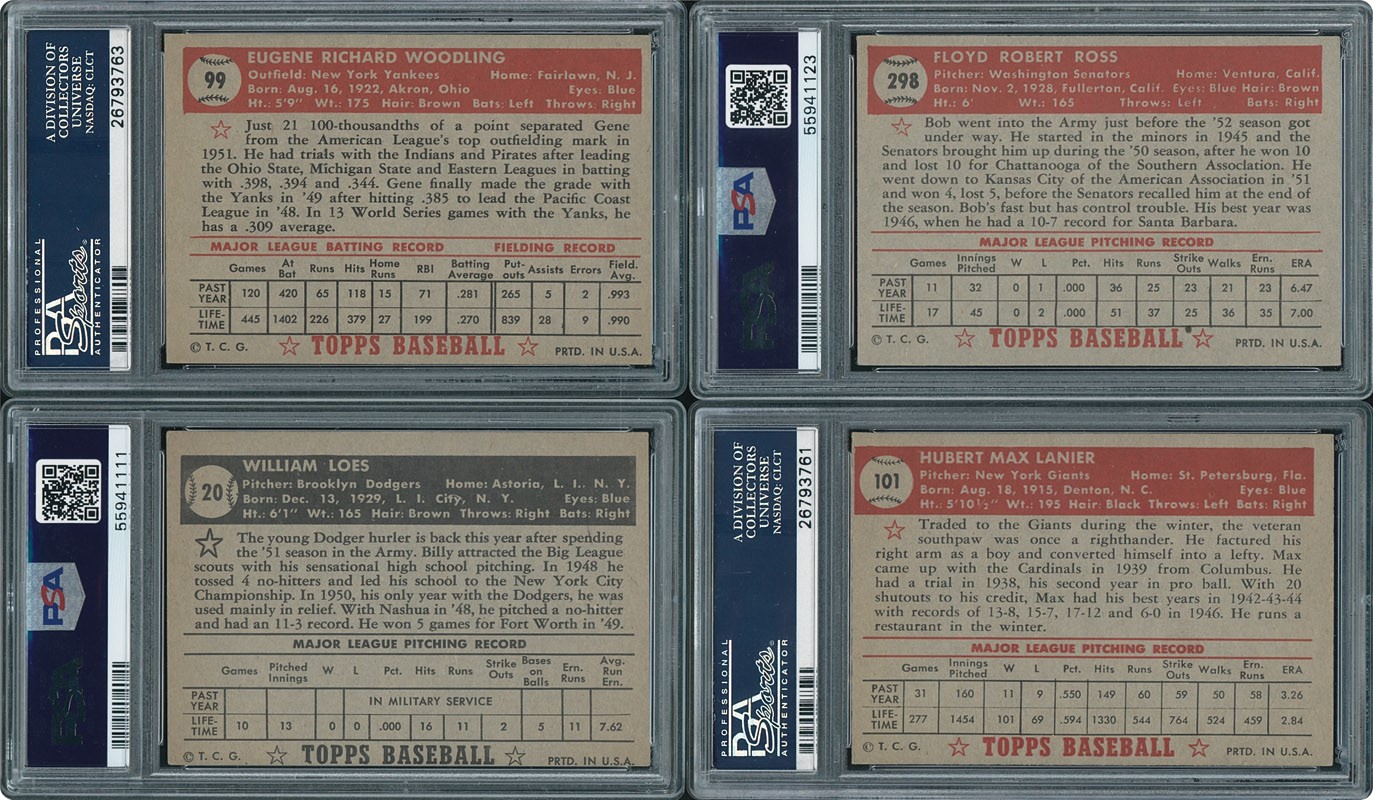 A DIVISION OF
COLLECTORS
UNIVERSE
NASDAQ: CLCT
26793763
PROFESSIONAL
PSA
Sports
AUTHENTICATOR
99
EUGENE RICHARD WOODLING
Outfield: New York Yankees Home: Fairlawn, N. J.
Born: Aug. 16, 1922, Akron, Ohio Eyes: Blue
Ht.: 5'9" Wt.: 175 Hair: Brown Bats: Left Throws: Right
Just 21 100-thousandths of a point separated Gene
from the American League's top outfielding mark in
1951. He had trials with the Indians and Pirates after leading
the Ohio State, Michigan State and Eastern Leagues in batting
with .398, .394 and .344. Gene finally made the grade with
the Yanks in '49 after hitting .385 to lead the Pacific Coast
League in '48. In 13 World Series games with the Yanks, he
has a .309 average.
MAJOR LEAGUE BATTING RECORD FIELDING RECORD
Games At Bat Runs Hits Home Runs RBI Batting Average Put-outs Assists Errors Field. Avg.
PAST YEAR 120 420 65 118 15 71 .281 265 5 2 .993
LIFE-TIME 445 1402 226 379 27 199 .270 839 28 9 .990
© T. C. G. TOPPS BASEBALL PRTD. IN U.S.A.
55941123
PSA
298
FLOYD ROBERT ROSS
Pitcher: Washington Senators Home: Ventura, Calif.
Born: Nov. 2, 1928, Fullerton, Calif. Eyes: Blue Hair: Brown
Ht.: 6' Wt.: 165 Throws: Left Bats: Right
Bob went into the Army just before the '52 season got
under way. He started in the minors in 1945 and the
Senators brought him up during the '50 season, after he won 10
and lost 10 for Chattanooga of the Southern Association. He
went down to Kansas City of the American Association in '51
and won 4, lost 5, before the Senators recalled him at the end of
the season. Bob's fast but has control trouble. His best year was
1946, when he had a 10-7 record for Santa Barbara.
MAJOR LEAGUE PITCHING RECORD
Games Innings Pitched W L Pct. Hits Runs Strike Outs Walks Ern. Runs ERA
PAST YEAR 11 32 0 1 .000 36 25 23 21 23 6.47
LIFE-TIME 17 45 0 2 .000 51 37 25 36 35 7.00
© T. C. G. TOPPS BASEBALL PRTD. IN U.S.A.
55941111
PSA
20
WILLIAM LOES
Pitcher: Brooklyn Dodgers Home: Astoria, L. I., N. Y.
Born: Dec. 13, 1929, L. I. City, N. Y. Eyes: Blue
Ht.: 6'1" Wt.: 165 Hair: Brown Throws: Right Bats: Right
The young Dodger hurler is back this year after spending
the '51 season in the Army. Billy attracted the Big League
scouts with his sensational high school pitching. In 1948 he
tossed 4 no-hitters and led his school to the New York City
Championship. In 1950, his only year with the Dodgers, he was
used mainly in relief. With Nashua in '48, he pitched a no-hitter
and had an 11-3 record. He won 5 games for Fort Worth in '49.
MAJOR LEAGUE PITCHING RECORD
Games Pitched Innings W L Pct. Hits Runs Strike Outs Bases on Balls Ern. Runs Avg. Run Ern.
PAST YEAR IN MILITARY SERVICE
LIFE-TIME 10 13 0 0 .000 16 11 2 5 11 7.62
© T. C. G. TOPPS BASEBALL PRTD. IN U.S.A.
A DIVISION OF
COLLECTORS
UNIVERSE
NASDAQ: CLCT
26793761
PROFESSIONAL
PSA
Sports
AUTHENTICATOR
101
HUBERT MAX LANIER
Pitcher: New York Giants Home: St. Petersburg, Fla.
Born: Aug. 18, 1915, Denton, N. C. Eyes: Blue
Ht.: 5'10½" Wt.: 195 Hair: Black Throws: Left Bats: Right
Traded to the Giants during the winter, the veteran
southpaw was once a righthander. He factured his
right arm as a boy and converted himself into a lefty. Max
came up with the Cardinals in 1939 from Columbus. He
had a trial in 1938, his second year in pro ball. With 20
shutouts to his credit, Max had his best years in 1942-43-44
with records of 13-8, 15-7, 17-12 and 6-0 in 1946. He runs a
restaurant in the winter.
MAJOR LEAGUE PITCHING RECORD
Games Innings Pitched W L Pct. Hits Runs Strike Outs Walks Ern. Runs ERA
PAST YEAR 31 160 11 9 .550 149 60 59 50 58 3.26
LIFE-TIME 277 1454 101 69 .594 1330 544 764 524 459 2.84
© T. C. G. TOPPS BASEBALL PRTD. IN U.S.A.